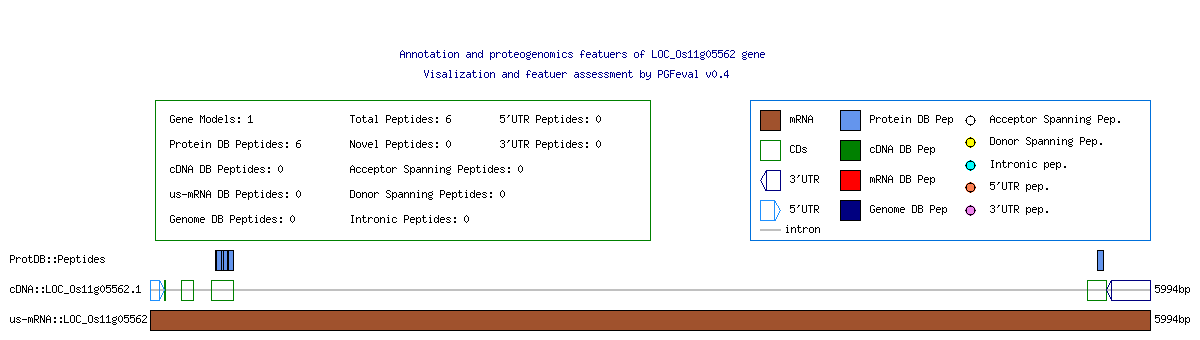 Annotation and proteogenomics featuers of LOC_Os11g05562 gene
Visalization and featuer assessment by PGFeval v0.4
Gene Models: 1 Total Peptides: 6 5'UTR Peptides: 0
Protein DB Peptides: 6 Novel Peptides: 0 3'UTR Peptides: 0
cDNA DB Peptides: 0 Acceptor Spanning Peptides: 0
us-mRNA DB Peptides: 0 Donor Spanning Peptides: 0
Genome DB Peptides: 0 Intronic Peptides: 0
mRNA Protein DB Pep Acceptor Spanning Pep.
CDs cDNA DB Pep Donor Spanning Pep.
3'UTR mRNA DB Pep Intronic pep.
5'UTR Genome DB Pep 5'UTR pep.
intron 3'UTR pep.
ProtDB::Peptides
cDNA::LOC_Os11g05562.1 5994bp
us-mRNA::LOC_Os11g05562 5994bp